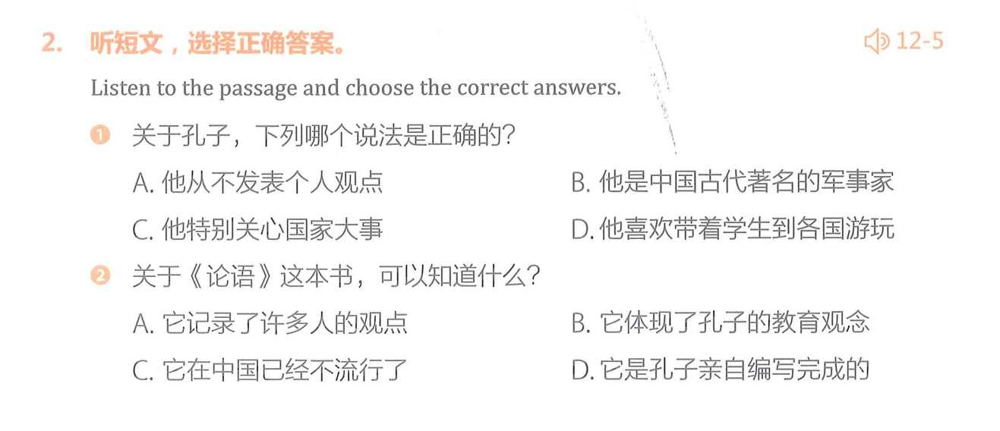 2. 听短文，选择正确答案。 12-5
Listen to the passage and choose the correct answers.
1 关于孔子，下列哪个说法是正确的？
A. 他从不发表个人观点 B. 他是中国古代著名的军事家
C. 他特别关心国家大事 D. 他喜欢带着学生到各国游玩
2 关于《论语》这本书，可以知道什么？
A. 它记录了许多人的观点 B. 它体现了孔子的教育观念
C. 它在中国已经不流行了 D. 它是孔子亲自编写完成的